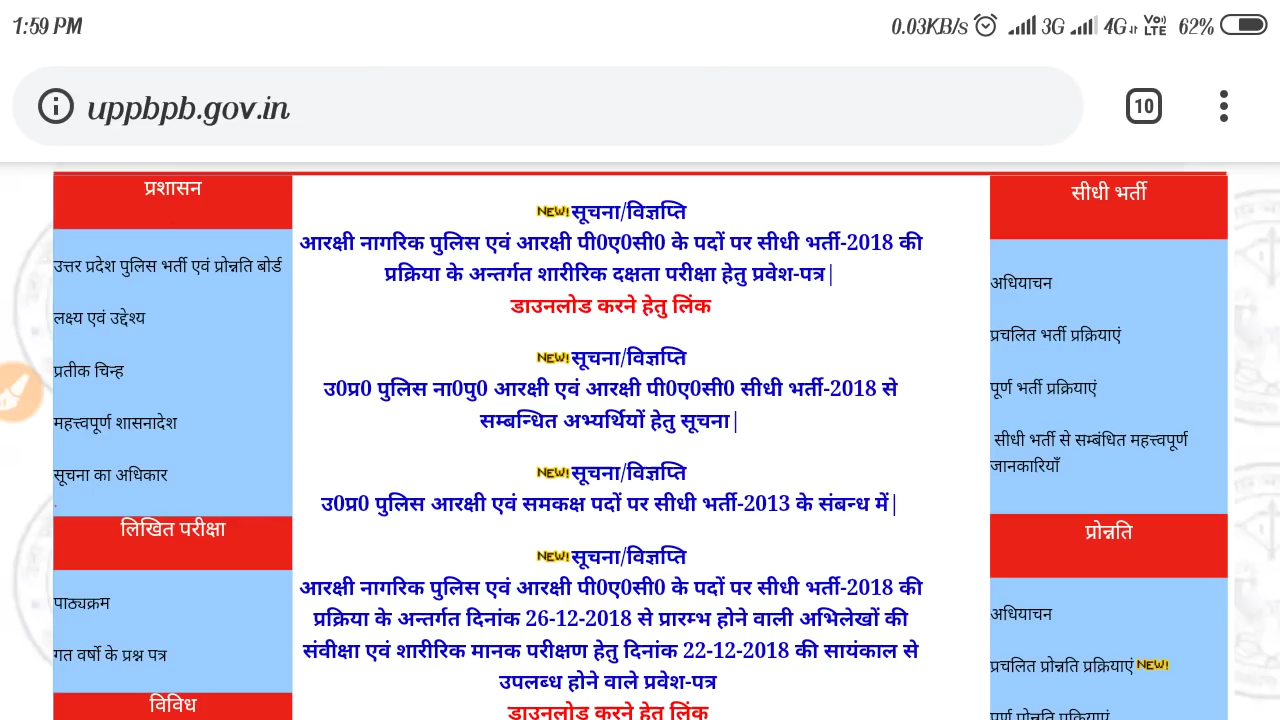 1:59 PM 0.03KB/s 3G 4G VoLTE 62%
uppbpb.gov.in 10
प्रशासन
उत्तर प्रदेश पुलिस भर्ती एवं प्रोन्नति बोर्ड
लक्ष्य एवं उद्देश्य
प्रतीक चिन्ह
महत्त्वपूर्ण शासनादेश
सूचना का अधिकार
लिखित परीक्षा
पाठ्यक्रम
गत वर्षो के प्रश्न पत्र
विविध
NEW! सूचना/विज्ञप्ति
आरक्षी नागरिक पुलिस एवं आरक्षी पी0ए0सी0 के पदों पर सीधी भर्ती-2018 की
प्रक्रिया के अन्तर्गत शारीरिक दक्षता परीक्षा हेतु प्रवेश-पत्र|
डाउनलोड करने हेतु लिंक
NEW! सूचना/विज्ञप्ति
उ0प्र0 पुलिस ना0पु0 आरक्षी एवं आरक्षी पी0ए0सी0 सीधी भर्ती-2018 से
सम्बन्धित अभ्यर्थियों हेतु सूचना|
NEW! सूचना/विज्ञप्ति
उ0प्र0 पुलिस आरक्षी एवं समकक्ष पदों पर सीधी भर्ती-2013 के संबन्ध में|
NEW! सूचना/विज्ञप्ति
आरक्षी नागरिक पुलिस एवं आरक्षी पी0ए0सी0 के पदों पर सीधी भर्ती-2018 की
प्रक्रिया के अन्तर्गत दिनांक 26-12-2018 से प्रारम्भ होने वाली अभिलेखों की
संवीक्षा एवं शारीरिक मानक परीक्षण हेतु दिनांक 22-12-2018 की सायंकाल से
उपलब्ध होने वाले प्रवेश-पत्र
डाउनलोड करने हेतु लिंक
सीधी भर्ती
अधियाचन
प्रचलित भर्ती प्रक्रियाएं
पूर्ण भर्ती प्रक्रियाएं
सीधी भर्ती से सम्बंधित महत्त्वपूर्ण
जानकारियाँ
प्रोन्नति
अधियाचन
प्रचलित प्रोन्नति प्रक्रियाएं NEW!
पूर्ण प्रोन्नति प्रक्रियाएं